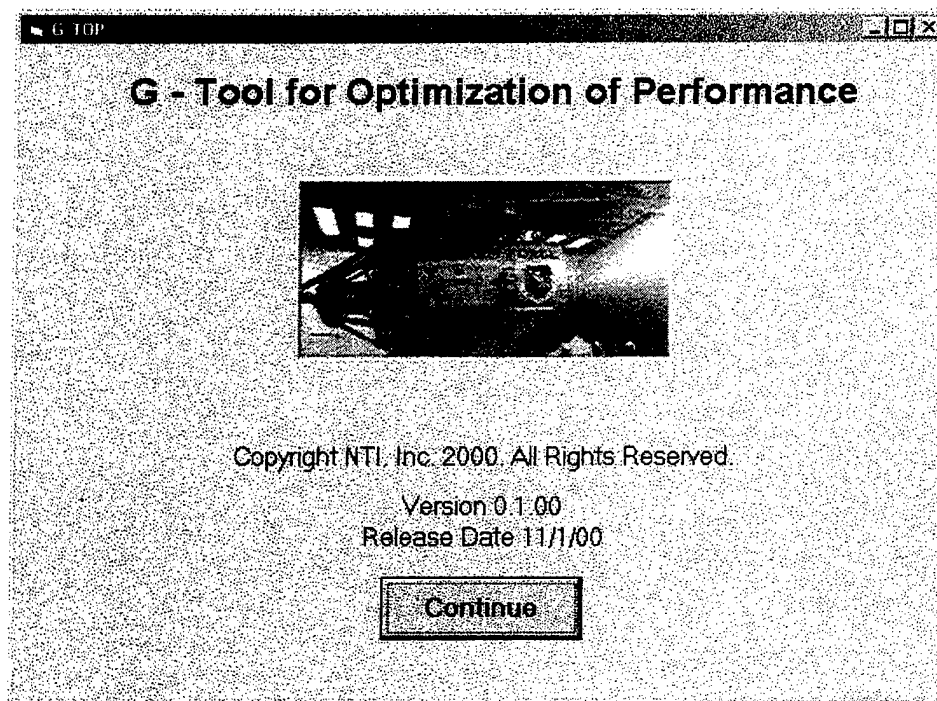 G TOP
G - Tool for Optimization of Performance
Copyright NTI, Inc. 2000. All Rights Reserved.
Version 0.1.00
Release Date 11/1/00
Continue